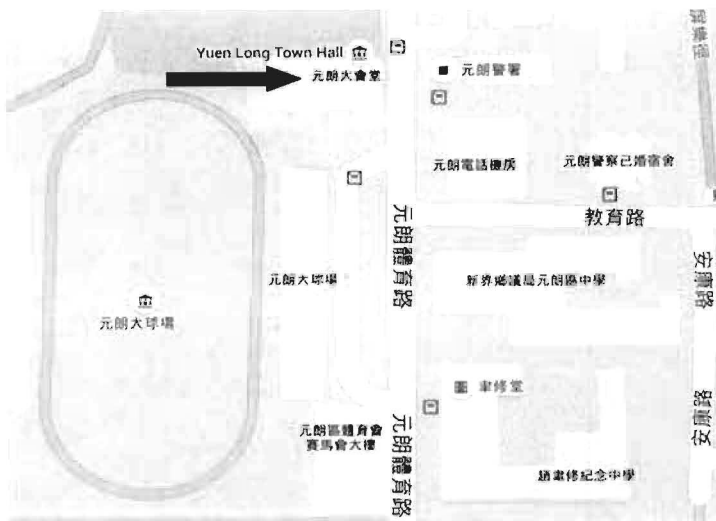 Yuen Long Town Hall
元朗大會堂
元朗警署
元朗電話機房
元朗警察已婚宿舍
教育路
元朗體育路
安康路
元朗大球場
新界鄉議局元朗區中學
元朗大球場
聿修堂
元朗體育路
元朗區體育會
賽馬會大樓
趙聿修紀念中學